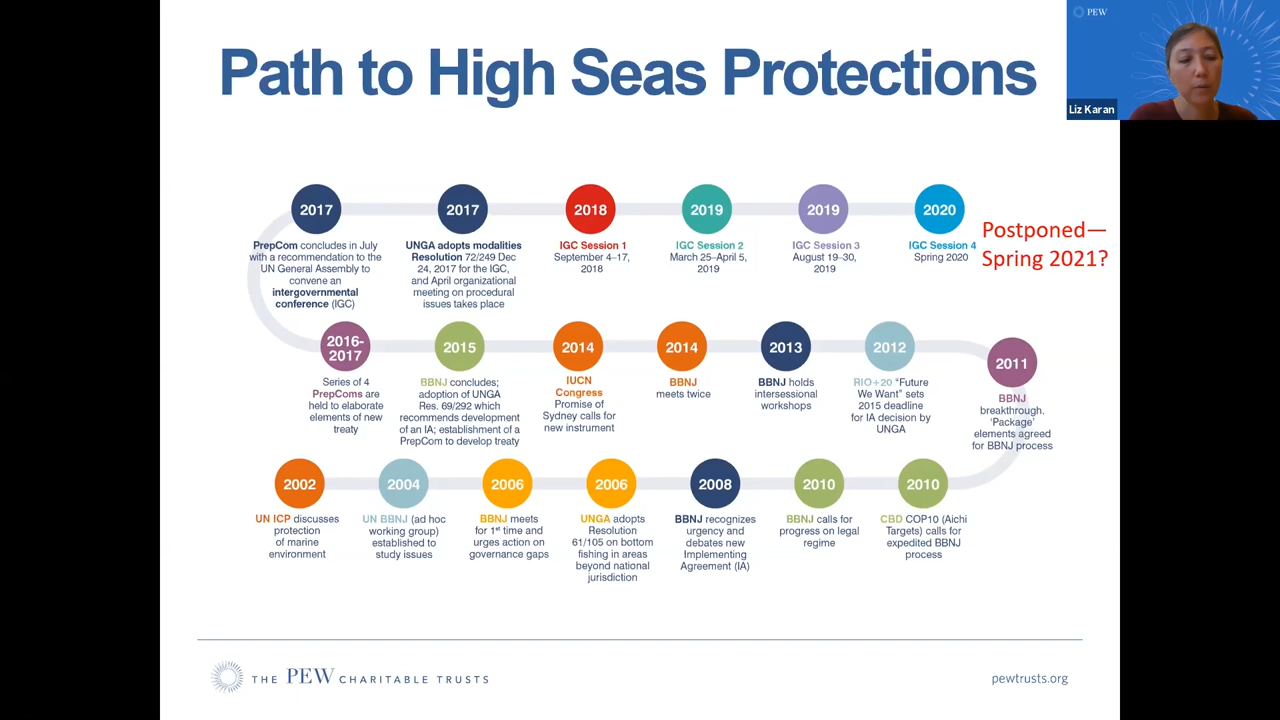 Path to High Seas Protections
PEW
Liz Karan
2017
PrepCom concludes in July
with a recommendation to the
UN General Assembly to
convene an
intergovernmental
conference (IGC)
2017
UNGA adopts modalities
Resolution 72/249 Dec
24, 2017 for the IGC,
and April organizational
meeting on procedural
issues takes place
2018
IGC Session 1
September 4–17,
2018
2019
IGC Session 2
March 25–April 5,
2019
2019
IGC Session 3
August 19–30,
2019
2020
IGC Session 4
Spring 2020
Postponed—
Spring 2021?
2016-
2017
Series of 4
PrepComs are
held to elaborate
elements of new
treaty
2015
BBNJ concludes;
adoption of UNGA
Res. 69/292 which
recommends development
of an IA; establishment of a
PrepCom to develop treaty
2014
IUCN
Congress
Promise of
Sydney calls for
new instrument
2014
BBNJ
meets twice
2013
BBNJ holds
intersessional
workshops
2012
RIO+20 “Future
We Want” sets
2015 deadline
for IA decision by
UNGA
2011
BBNJ
breakthrough.
‘Package’
elements agreed
for BBNJ process
2002
UN ICP discusses
protection
of marine
environment
2004
UN BBNJ (ad hoc
working group)
established to
study issues
2006
BBNJ meets
for 1st time and
urges action on
governance gaps
2006
UNGA adopts
Resolution
61/105 on bottom
fishing in areas
beyond national
jurisdiction
2008
BBNJ recognizes
urgency and
debates new
Implementing
Agreement (IA)
2010
BBNJ calls for
progress on legal
regime
2010
CBD COP10 (Aichi
Targets) calls for
expedited BBNJ
process
THE PEW CHARITABLE TRUSTS
pewtrusts.org